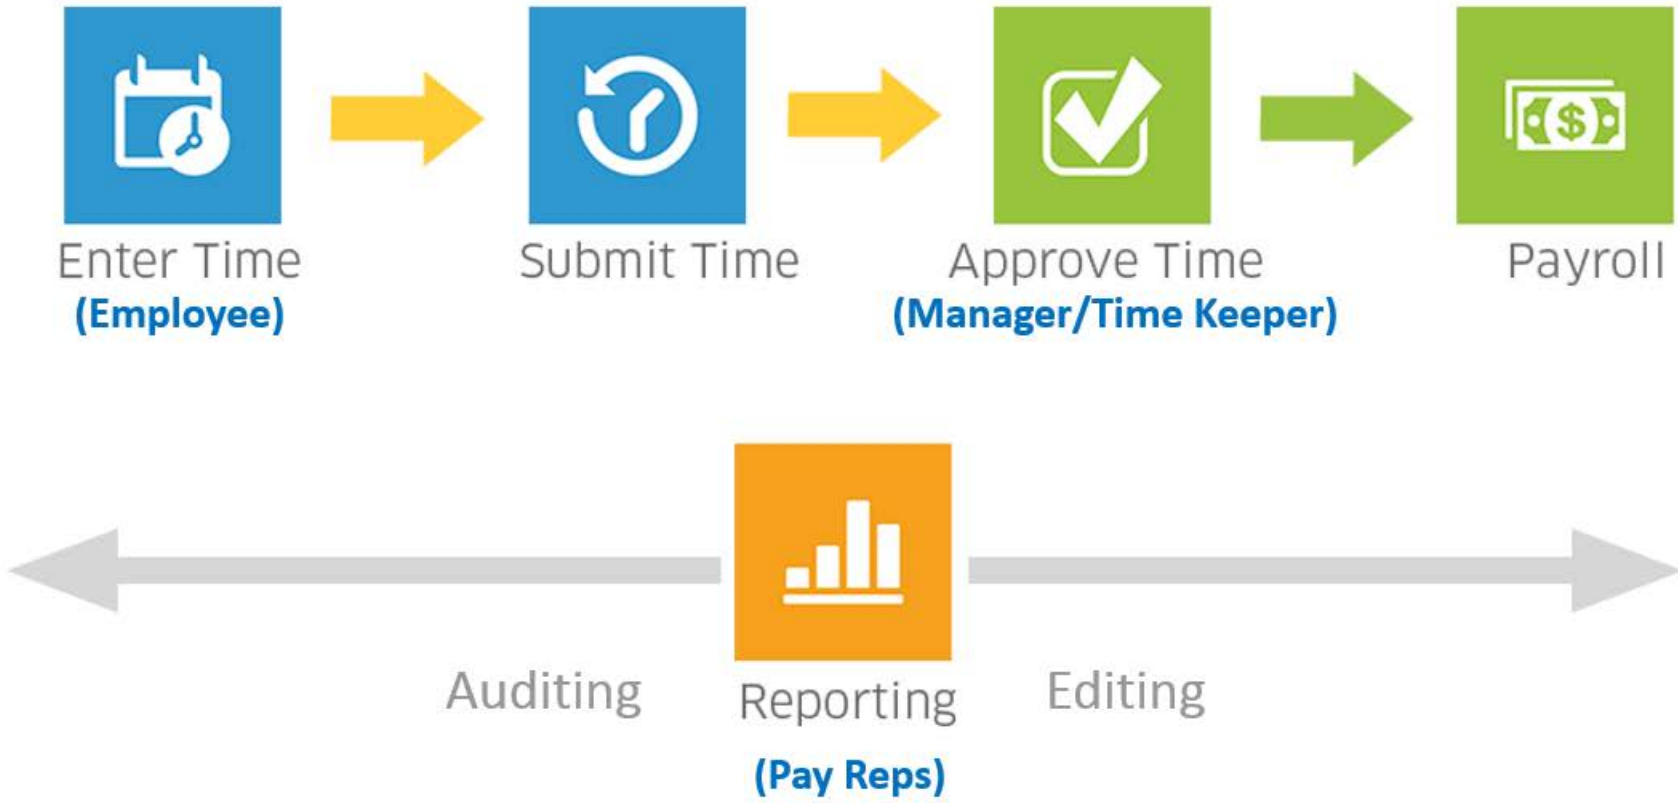 Enter Time
(Employee)
Submit Time
Approve Time
(Manager/Time Keeper)
$
Payroll
Auditing
Reporting
Editing
(Pay Reps)